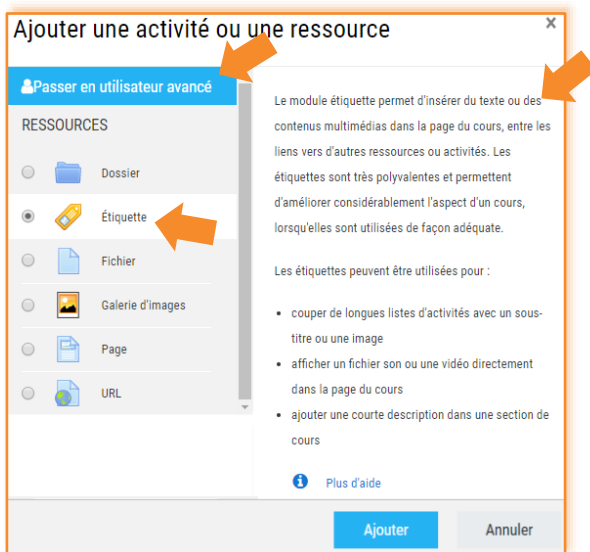 Ajouter une activité ou une ressource
×
Passer en utilisateur avancé
RESSOURCES
Dossier
Étiquette
Fichier
Galerie d'images
Page
URL
Le module étiquette permet d'insérer du texte ou des
contenus multimédias dans la page du cours, entre les
liens vers d'autres ressources ou activités. Les
étiquettes sont très polyvalentes et permettent
d'améliorer considérablement l'aspect d'un cours,
lorsqu'elles sont utilisées de façon adéquate.
Les étiquettes peuvent être utilisées pour :
• couper de longues listes d'activités avec un sous-
titre ou une image
• afficher un fichier son ou une vidéo directement
dans la page du cours
• ajouter une courte description dans une section de
cours
Plus d'aide
Ajouter
Annuler